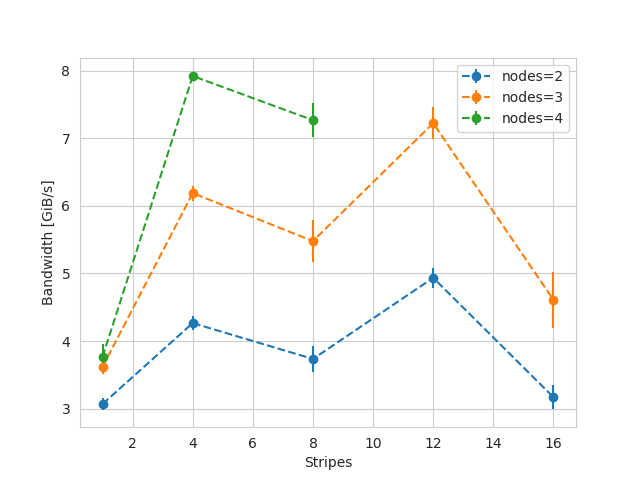 nodes=2
nodes=3
nodes=4
8
7
6
5
4
3
Bandwidth [GiB/s]
2 4 6 8 10 12 14 16
Stripes